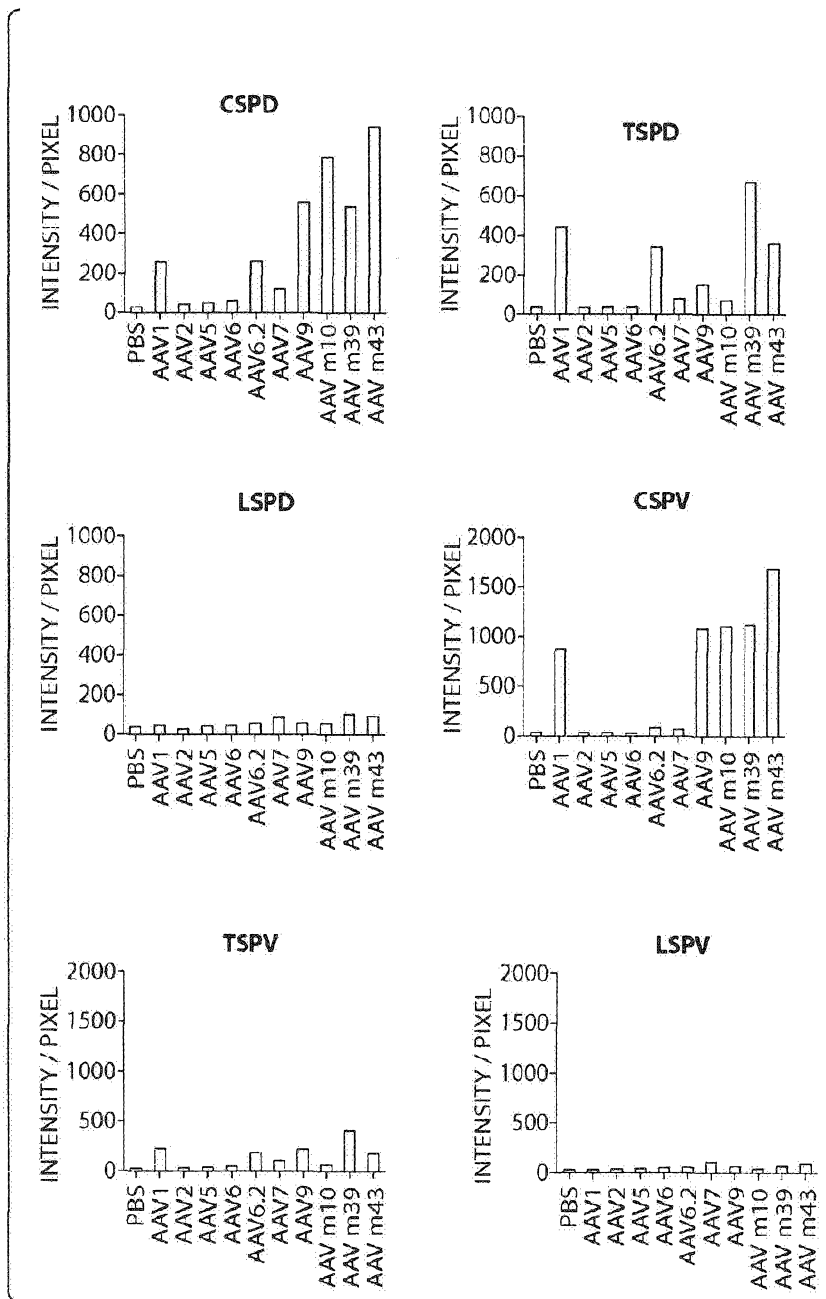 CSPD
INTENSITY / PIXEL
1000
800
600
400
200
0
PBS
AAV1
AAV2
AAV5
AAV6
AAV6.2
AAV7
AAV9
AAV m10
AAV m39
AAV m43
TSPD
INTENSITY / PIXEL
1000
800
600
400
200
0
PBS
AAV1
AAV2
AAV5
AAV6
AAV6.2
AAV7
AAV9
AAV m10
AAV m39
AAV m43
LSPD
INTENSITY / PIXEL
1000
800
600
400
200
0
PBS
AAV1
AAV2
AAV5
AAV6
AAV6.2
AAV7
AAV9
AAV m10
AAV m39
AAV m43
CSPV
INTENSITY / PIXEL
2000
1500
1000
500
0
PBS
AAV1
AAV2
AAV5
AAV6
AAV6.2
AAV7
AAV9
AAV m10
AAV m39
AAV m43
TSPV
INTENSITY / PIXEL
2000
1500
1000
500
0
PBS
AAV1
AAV2
AAV5
AAV6
AAV6.2
AAV7
AAV9
AAV m10
AAV m39
AAV m43
LSPV
INTENSITY / PIXEL
2000
1500
1000
500
0
PBS
AAV1
AAV2
AAV5
AAV6
AAV6.2
AAV7
AAV9
AAV m10
AAV m39
AAV m43